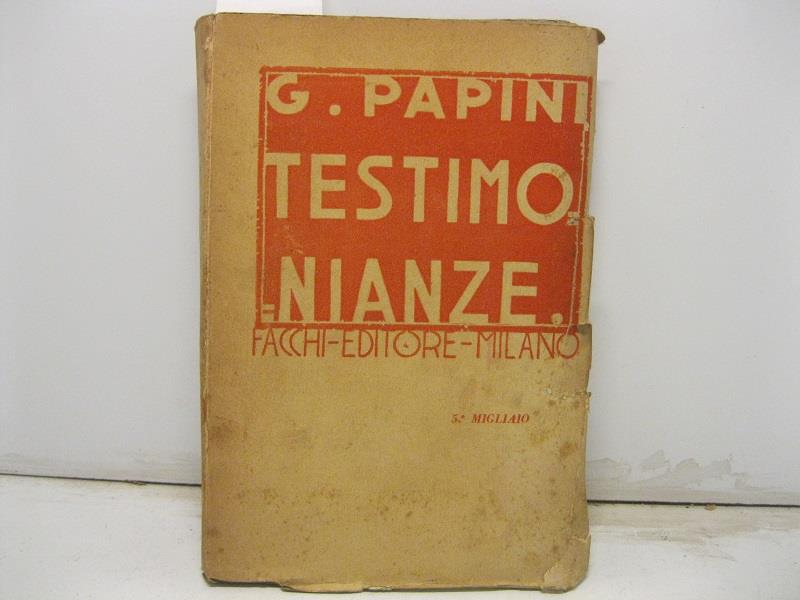 G. PAPINI
TESTIMO-
-NIANZE.
FACCHI-EDITORE-MILANO
5.º MIGLIAIO